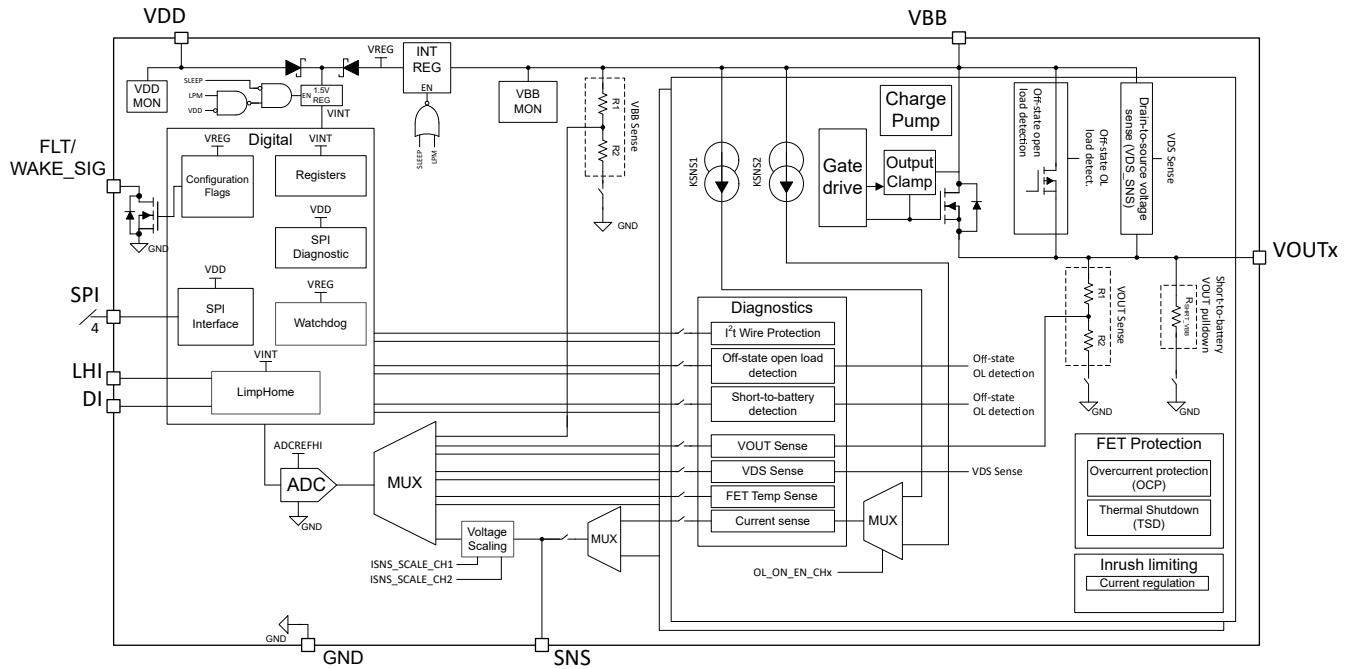 VDD
VBB
VREG
INT
REG
EN
SLEEP
LPM
VDD
EN
1.5V
REG
VINT
VDD
MON
VBB
MON
SLEEP
LPM
R1
R2
VBB Sense
GND
KSNS1
KSNS2
Charge
Pump
Gate
drive
Output
Clamp
Off-state open
load detection
Off-state OL
load detect.
Drain-to-source voltage
sense (VDS_SNS)
VDS Sense
VOUTx
FLT/
WAKE_SIG
GND
Digital
VREG
Configuration
Flags
VINT
Registers
VDD
SPI
Diagnostic
VDD
SPI
Interface
VREG
Watchdog
VINT
LimpHome
SPI
4
LHI
DI
Diagnostics
I2t Wire Protection
Off-state open load
detection
Off-state
OL detection
Short-to-battery
detection
Off-state
OL detection
VOUT Sense
VDS Sense
VDS Sense
FET Temp Sense
Current sense
MUX
OL_ON_EN_CHx
R1
R2
VOUT Sense
GND
RSHRT_VBB
Short-to-battery
VOUT pulldown
GND
FET Protection
Overcurrent protection
(OCP)
Thermal Shutdown
(TSD)
Inrush limiting
Current regulation
ADCREFHI
ADC
GND
MUX
Voltage
Scaling
ISNS_SCALE_CH1
ISNS_SCALE_CH2
MUX
GND
GND
SNS